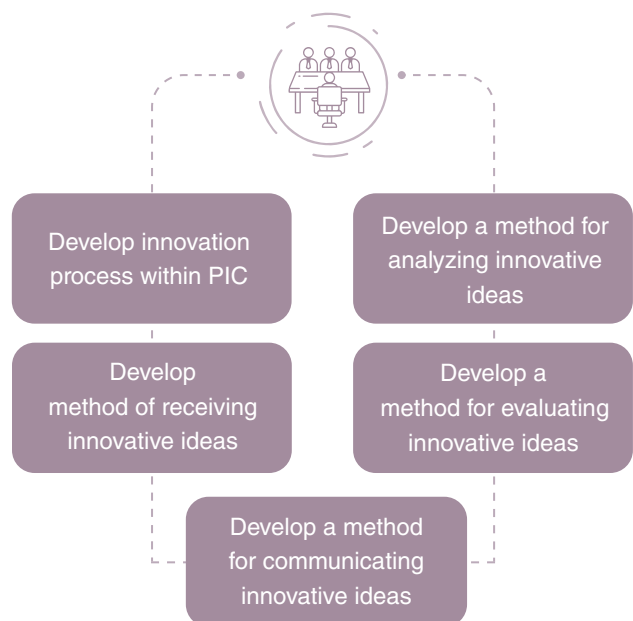 Develop innovation
process within PIC
Develop a method for
analyzing innovative
ideas
Develop
method of receiving
innovative ideas
Develop a
method for evaluating
innovative ideas
Develop a method
for communicating
innovative ideas